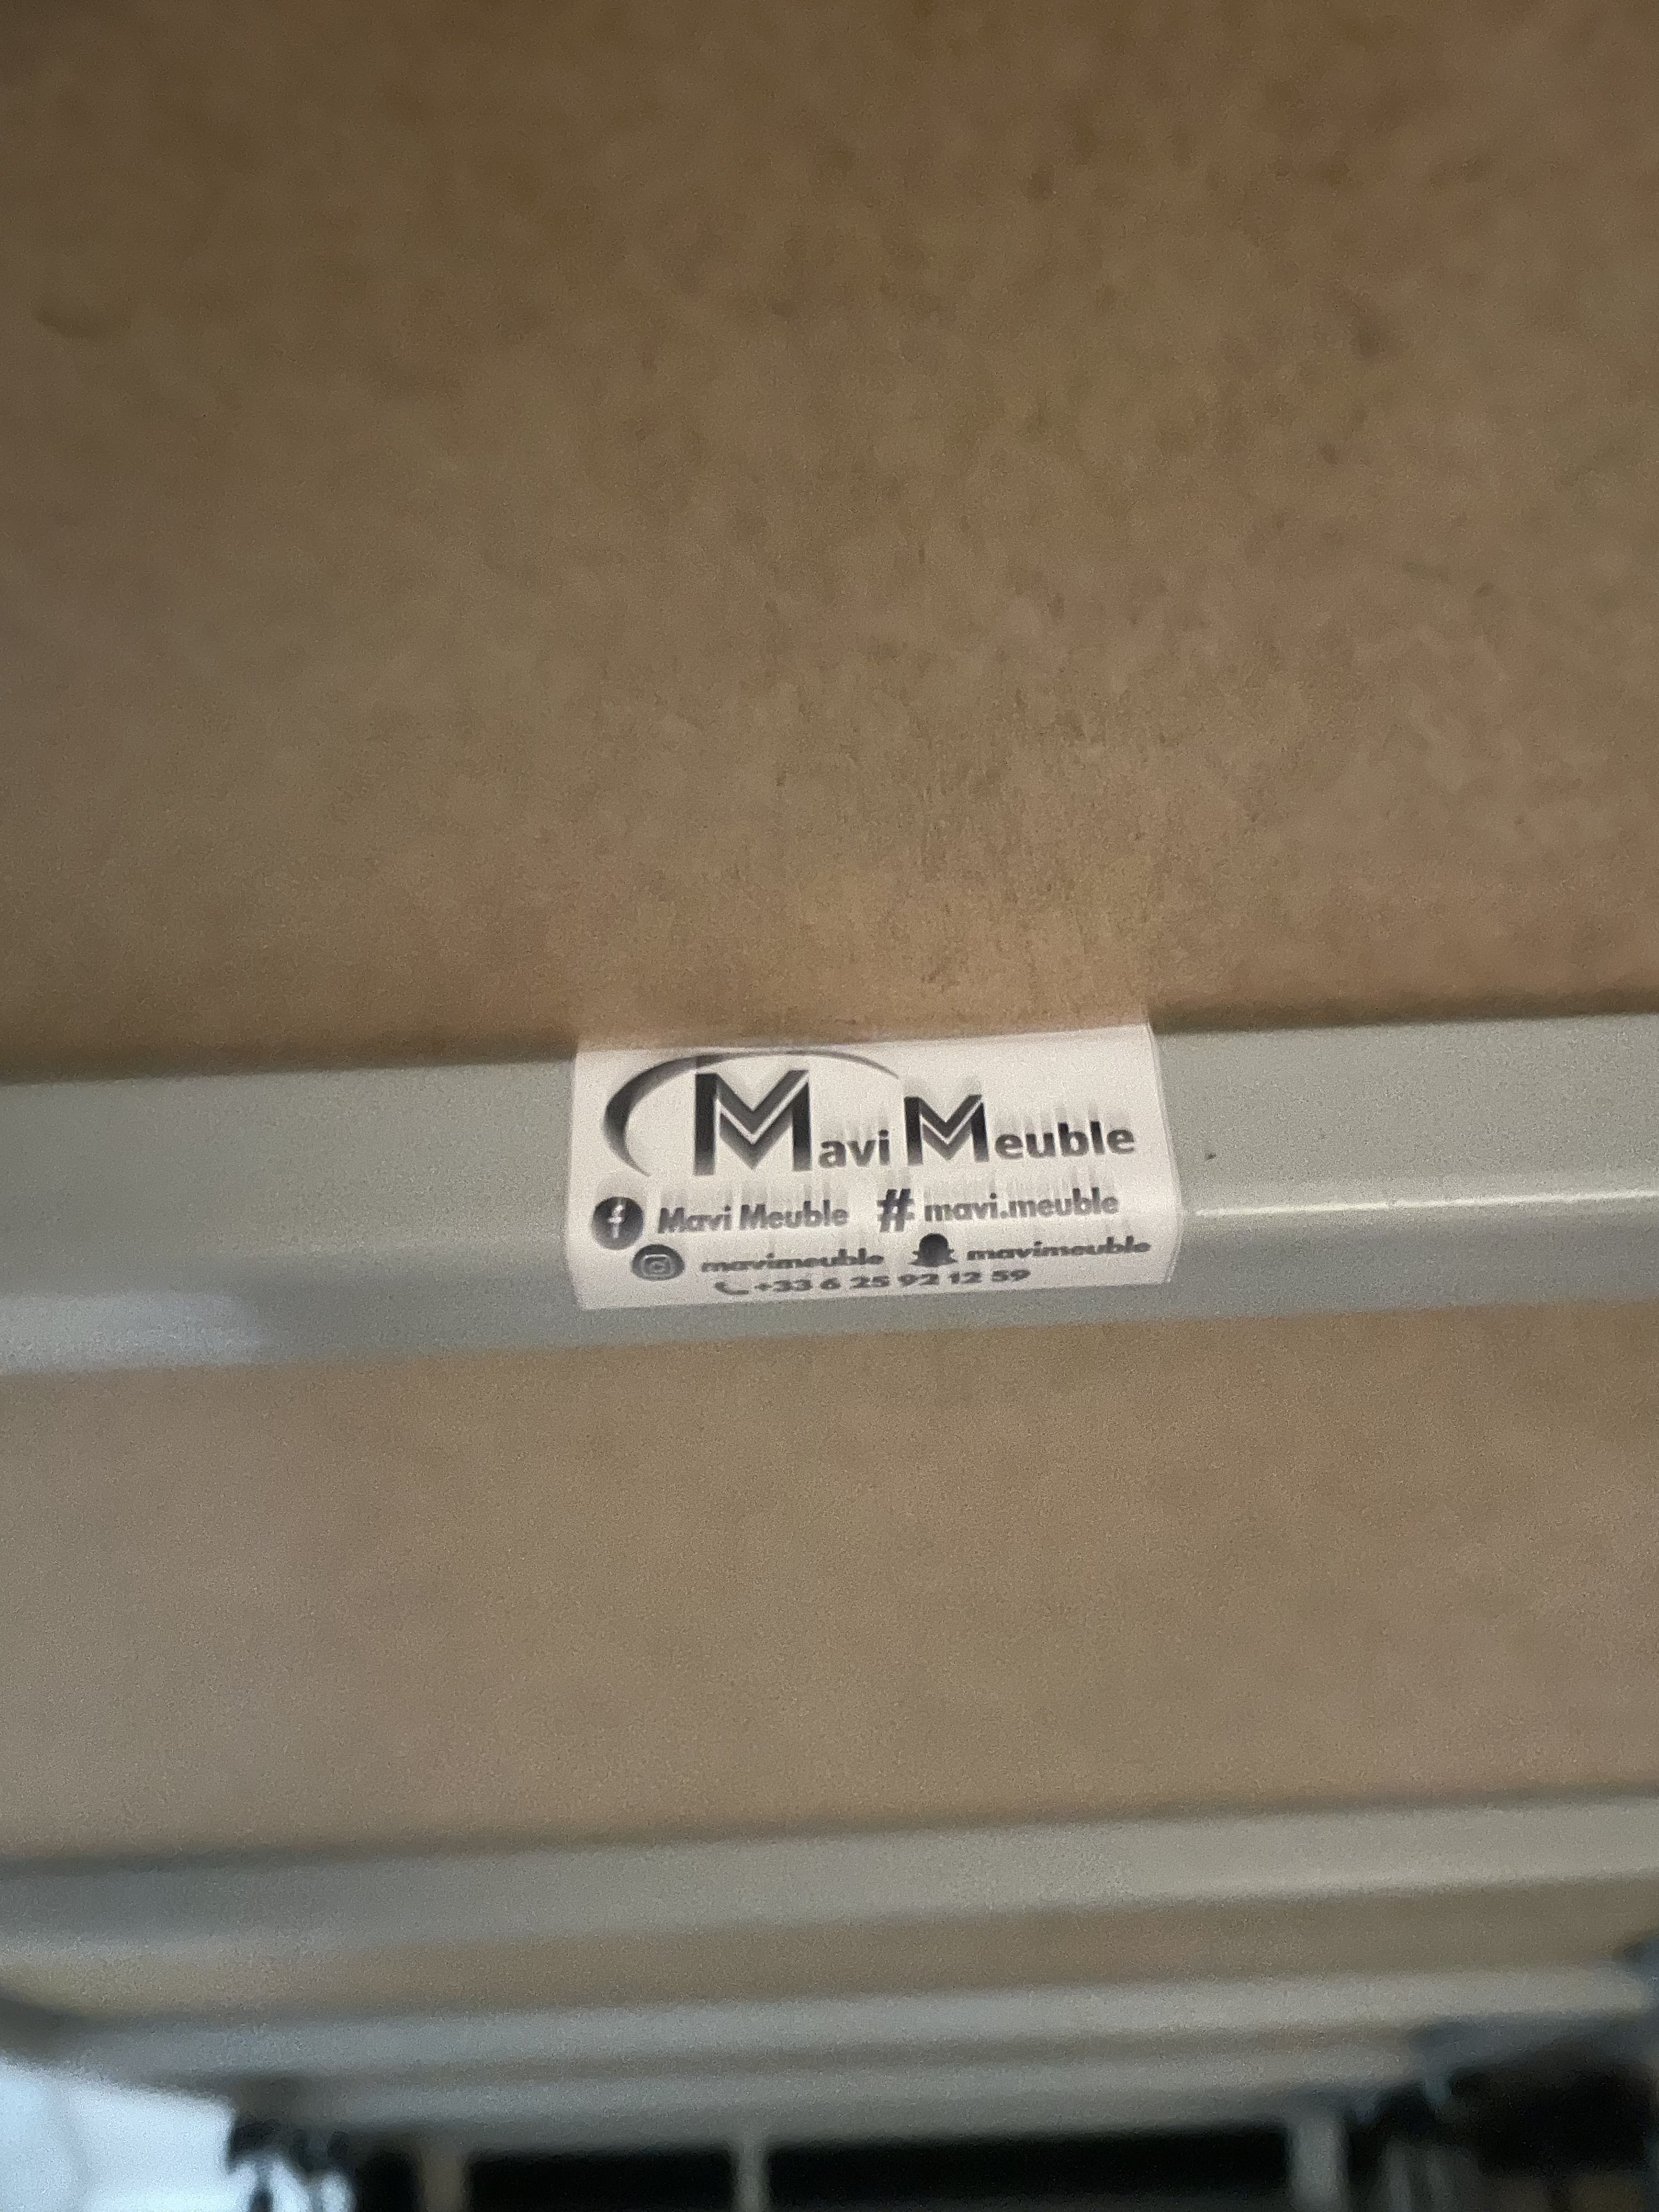 Mavi Meuble
Mavi Meuble # mavi.meuble
mavimeuble mavimeuble
+33 6 25 92 12 59